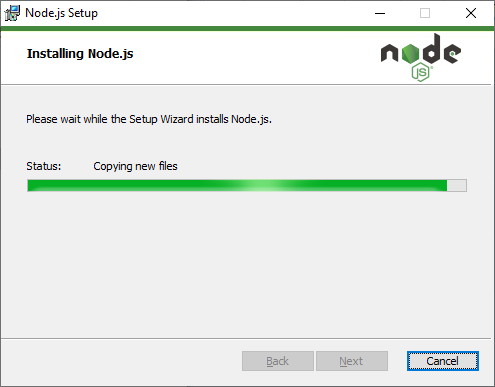 Node.js Setup
Installing Node.js
node
JS
Please wait while the Setup Wizard installs Node.js.
Status: Copying new files
Back Next Cancel